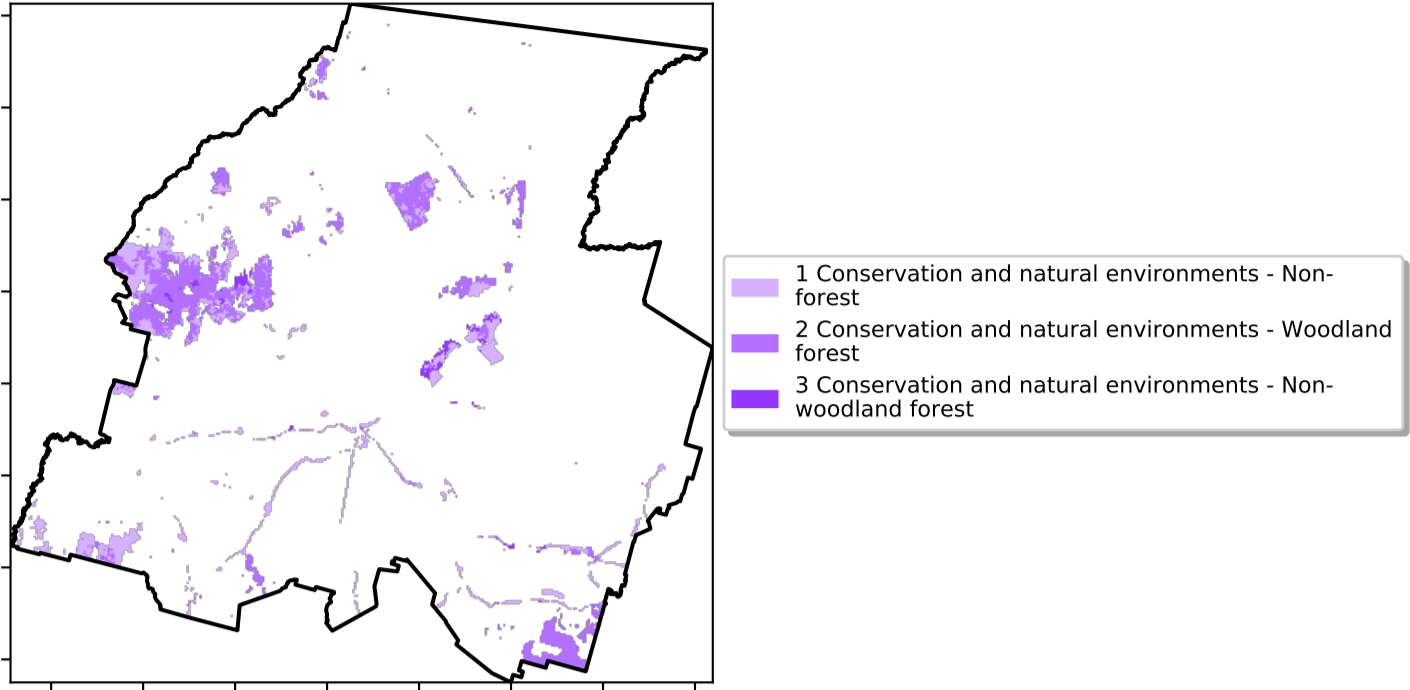 1 Conservation and natural environments - Non-
forest
2 Conservation and natural environments - Woodland
forest
3 Conservation and natural environments - Non-
woodland forest